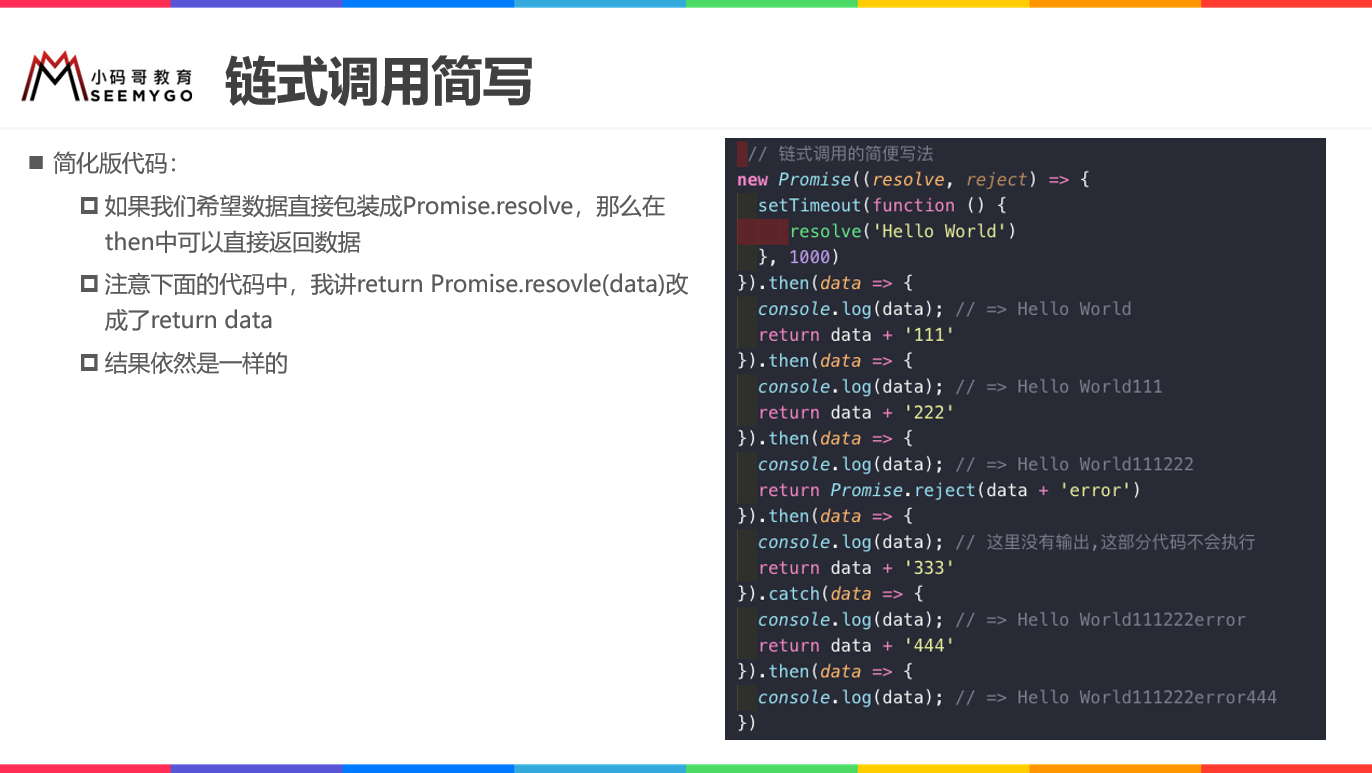 小码哥教育
SEEMYGO
链式调用简写
■ 简化版代码：
如果我们希望数据直接包装成Promise.resolve，那么在
then中可以直接返回数据
注意下面的代码中，我讲return Promise.resovle(data)改
成了return data
结果依然是一样的
// 链式调用的简便写法
new Promise((resolve, reject) => {
  setTimeout(function () {
     resolve('Hello World')
  }, 1000)
}).then(data => {
  console.log(data); // => Hello World
  return data + '111'
}).then(data => {
  console.log(data); // => Hello World111
  return data + '222'
}).then(data => {
  console.log(data); // => Hello World111222
  return Promise.reject(data + 'error')
}).then(data => {
  console.log(data); // 这里没有输出,这部分代码不会执行
  return data + '333'
}).catch(data => {
  console.log(data); // => Hello World111222error
  return data + '444'
}).then(data => {
  console.log(data); // => Hello World111222error444
})